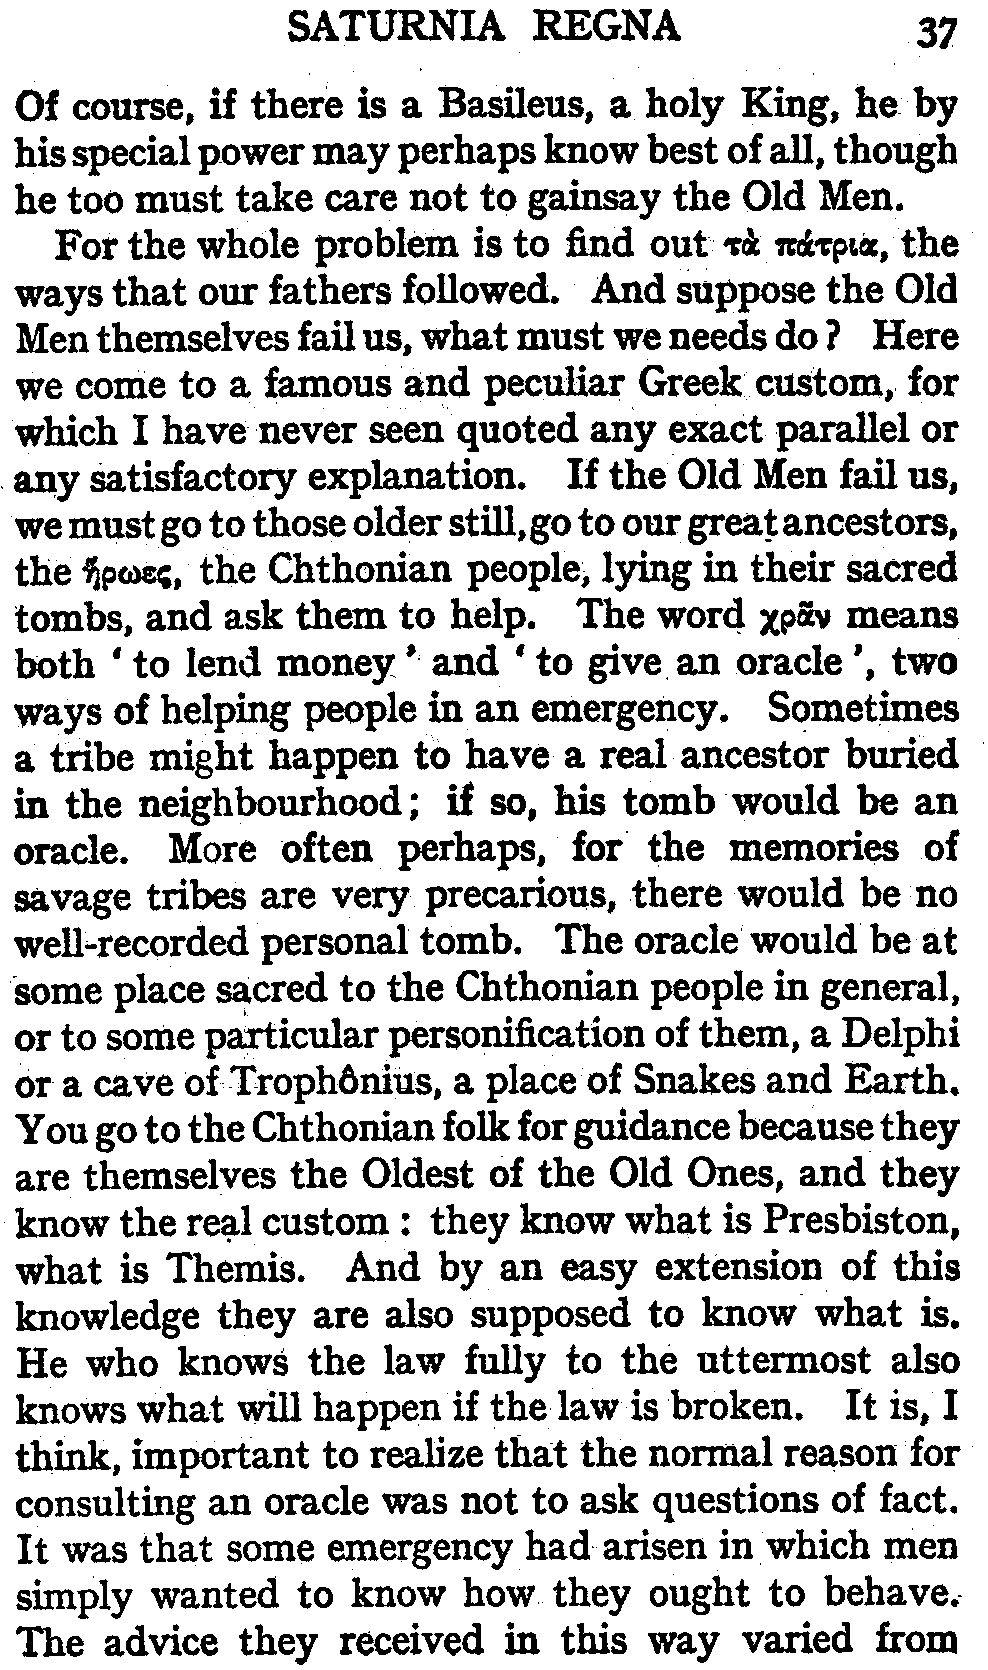 SATURNIA REGNA 37
Of course, if there is a Basileus, a holy King, he by
his special power may perhaps know best of all, though
he too must take care not to gainsay the Old Men.
For the whole problem is to find out τὰ πάτρια, the
ways that our fathers followed. And suppose the Old
Men themselves fail us, what must we needs do? Here
we come to a famous and peculiar Greek custom, for
which I have never seen quoted any exact parallel or
any satisfactory explanation. If the Old Men fail us,
we must go to those older still, go to our great ancestors,
the ἥρωες, the Chthonian people, lying in their sacred
tombs, and ask them to help. The word χρᾶν means
both ‘to lend money’ and ‘to give an oracle’, two
ways of helping people in an emergency. Sometimes
a tribe might happen to have a real ancestor buried
in the neighbourhood; if so, his tomb would be an
oracle. More often perhaps, for the memories of
savage tribes are very precarious, there would be no
well-recorded personal tomb. The oracle would be at
some place sacred to the Chthonian people in general,
or to some particular personification of them, a Delphi
or a cave of Trophônius, a place of Snakes and Earth.
You go to the Chthonian folk for guidance because they
are themselves the Oldest of the Old Ones, and they
know the real custom: they know what is Presbiston,
what is Themis. And by an easy extension of this
knowledge they are also supposed to know what is.
He who knows the law fully to the uttermost also
knows what will happen if the law is broken. It is, I
think, important to realize that the normal reason for
consulting an oracle was not to ask questions of fact.
It was that some emergency had arisen in which men
simply wanted to know how they ought to behave.
The advice they received in this way varied from